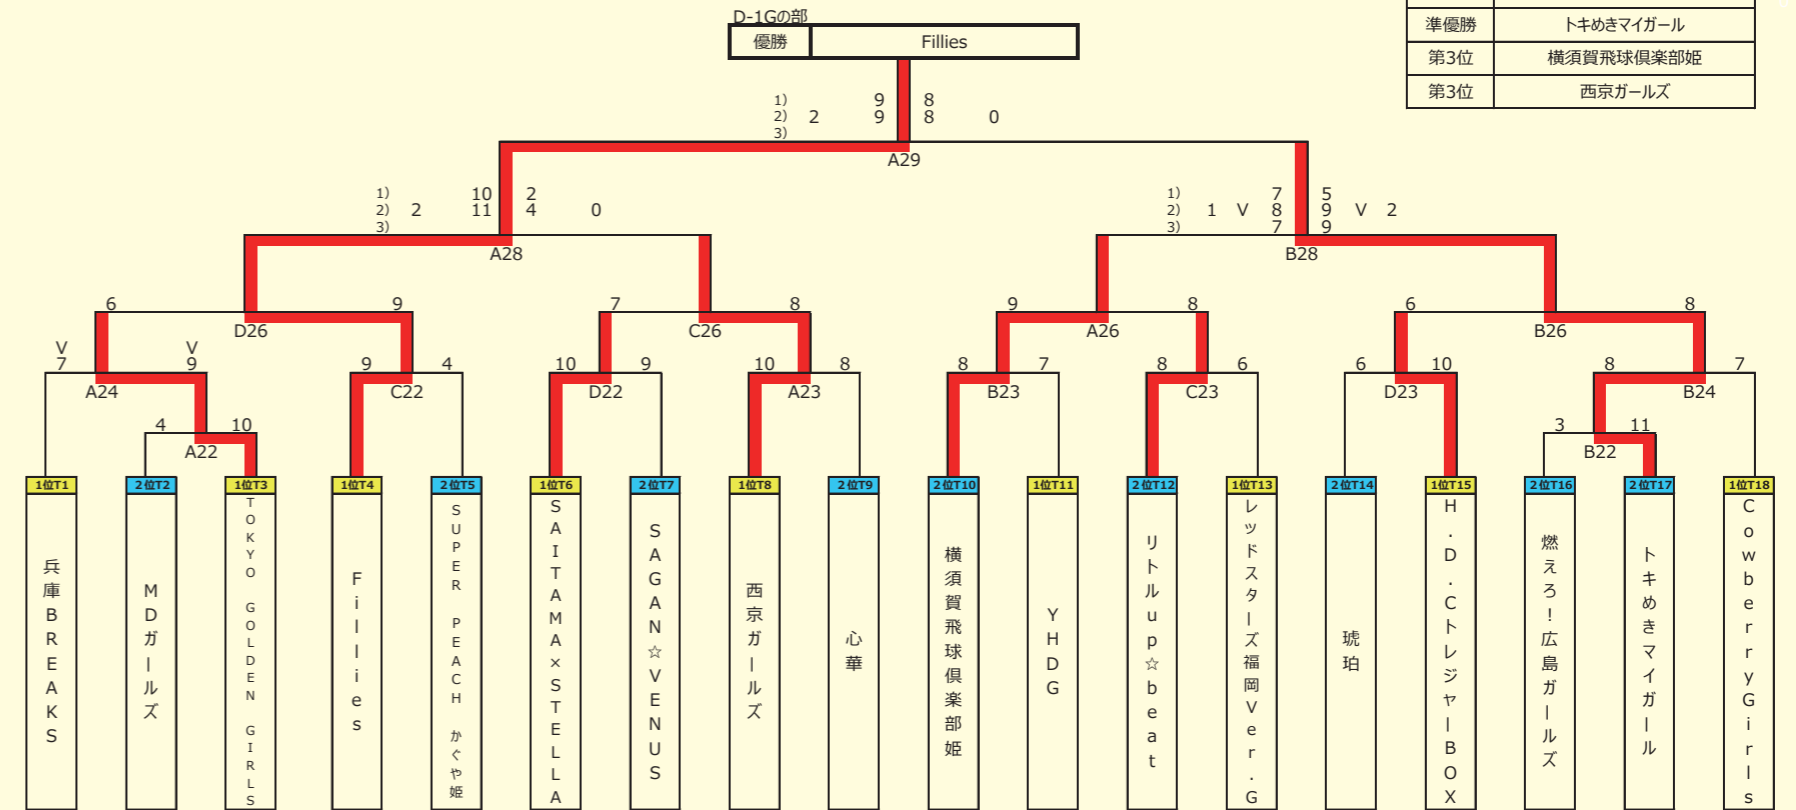 D-1Gの部
優勝 Fillies
準優勝 トキめきマイガール
第3位 横須賀飛球倶楽部姫
第3位 西京ガールズ
1) 9 8
2) 2 9 8 0
3)
A29
1) 10 2
2) 2 11 4 0
3)
A28
1) 7 5
2) 1 V 8 9 V 2
3) 7 9
B28
6 9
D26
7 8
C26
9 8
A26
6 8
B26
V V
7 9
A24
9 4
C22
10 9
D22
10 8
A23
8 7
B23
8 6
C23
6 10
D23
8 7
B24
4 10
A22
3 11
B22
1位T1
2位T2
1位T3
1位T4
2位T5
1位T6
2位T7
1位T8
2位T9
2位T10
1位T11
2位T12
1位T13
2位T14
1位T15
2位T16
2位T17
1位T18
兵庫BREAKS
MDガールズ
TOKYO GOLDEN GIRLS
Fillies
SUPER PEACH かぐや姫
SAITAMA×STELLA
SAGAN☆VENUS
西京ガールズ
心華
横須賀飛球倶楽部姫
YHDG
リトルup☆beat
レッドスターズ福岡Ver.G
琥珀
H.D.CトレジャーBOX
燃えろ!広島ガールズ
トキめきマイガール
CowberryGirls